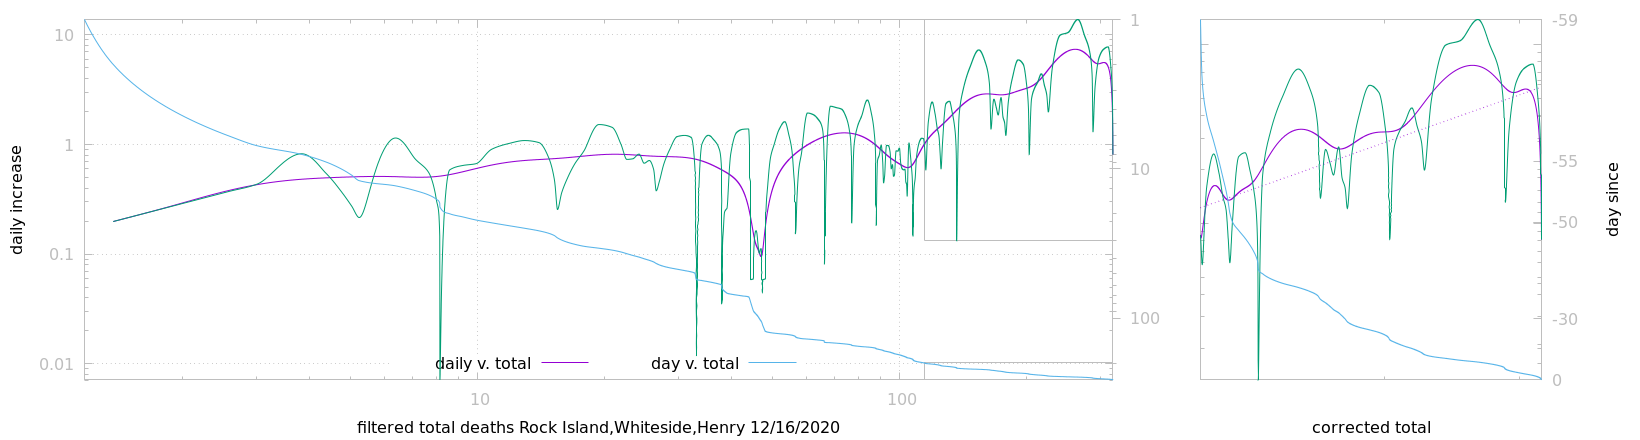 10
1
0.1
0.01
daily increase
daily v. total
day v. total
10
100
filtered total deaths Rock Island,Whiteside,Henry 12/16/2020
1
10
100
-59
-55
-50
-30
0
day since
corrected total